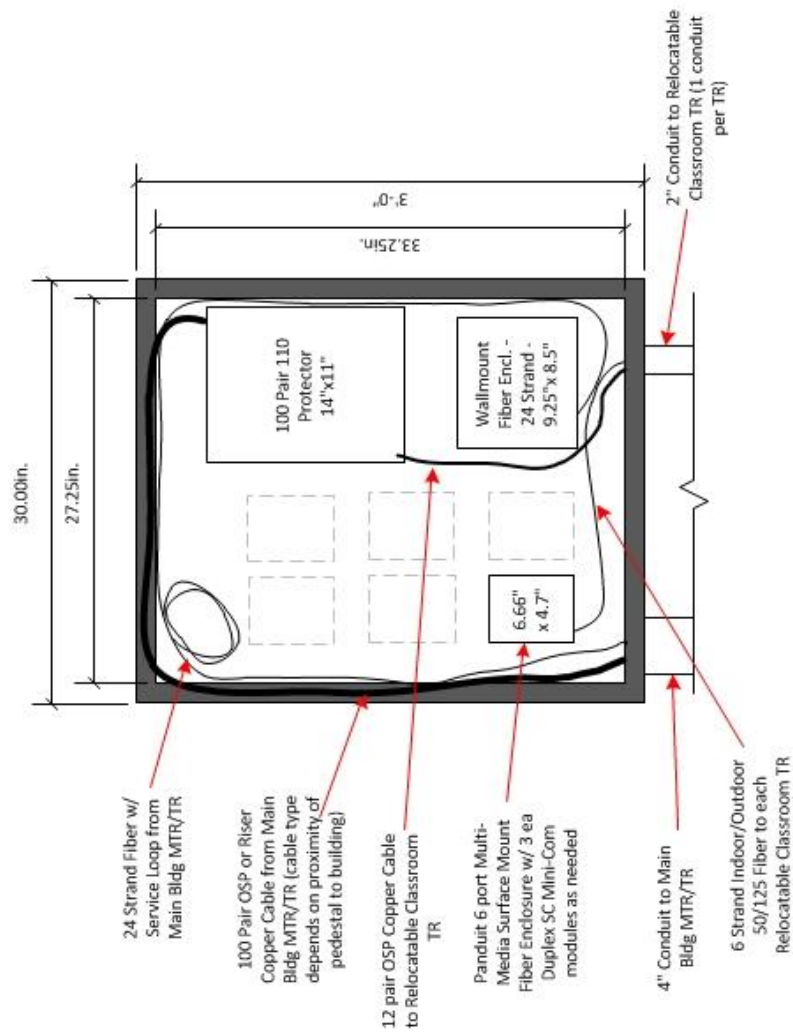 30.00in.
27.25in.
3'-0"
33.25in.
100 Pair 110
Protector
14"x11"
Wallmount
Fiber Encl. -
24 Strand -
9.25"x 8.5"
6.66"
x 4.7"
24 Strand Fiber w/
Service Loop from
Main Bldg MTR/TR
100 Pair OSP or Riser
Copper Cable from Main
Bldg MTR/TR (cable type
depends on proximity of
pedestal to building)
12 pair OSP Copper Cable
to Relocatable Classroom
TR
Panduit 6 port Multi-
Media Surface Mount
Fiber Enclosure w/ 3 ea
Duplex SC Mini-Com
modules as needed
4" Conduit to Main
Bldg MTR/TR
6 Strand Indoor/Outdoor
50/125 Fiber to each
Relocatable Classroom TR
2" Conduit to Relocatable
Classroom TR (1 conduit
per TR)